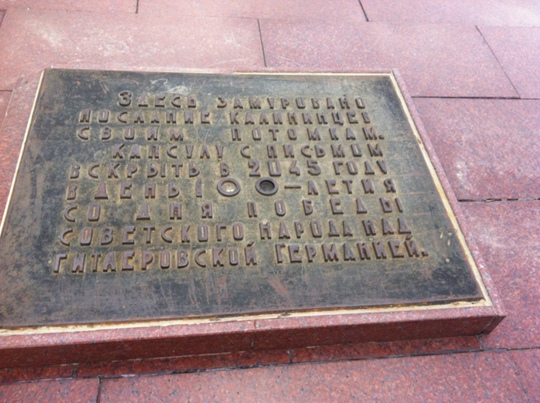 Здесь замуровано
послание калининцев
своим потомкам.
Капсулу с письмом
вскрыть в 2045 году
в день 100-летия
со дня победы
советского народа над
гитлеровской Германией.